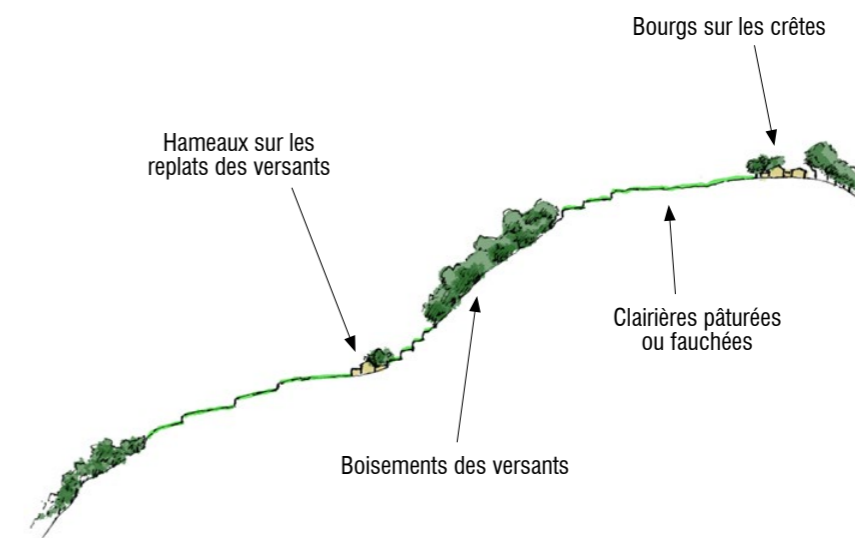 Bourgs sur les crêtes
Hameaux sur les
replats des versants
Clairières pâturées
ou fauchées
Boisements des versants